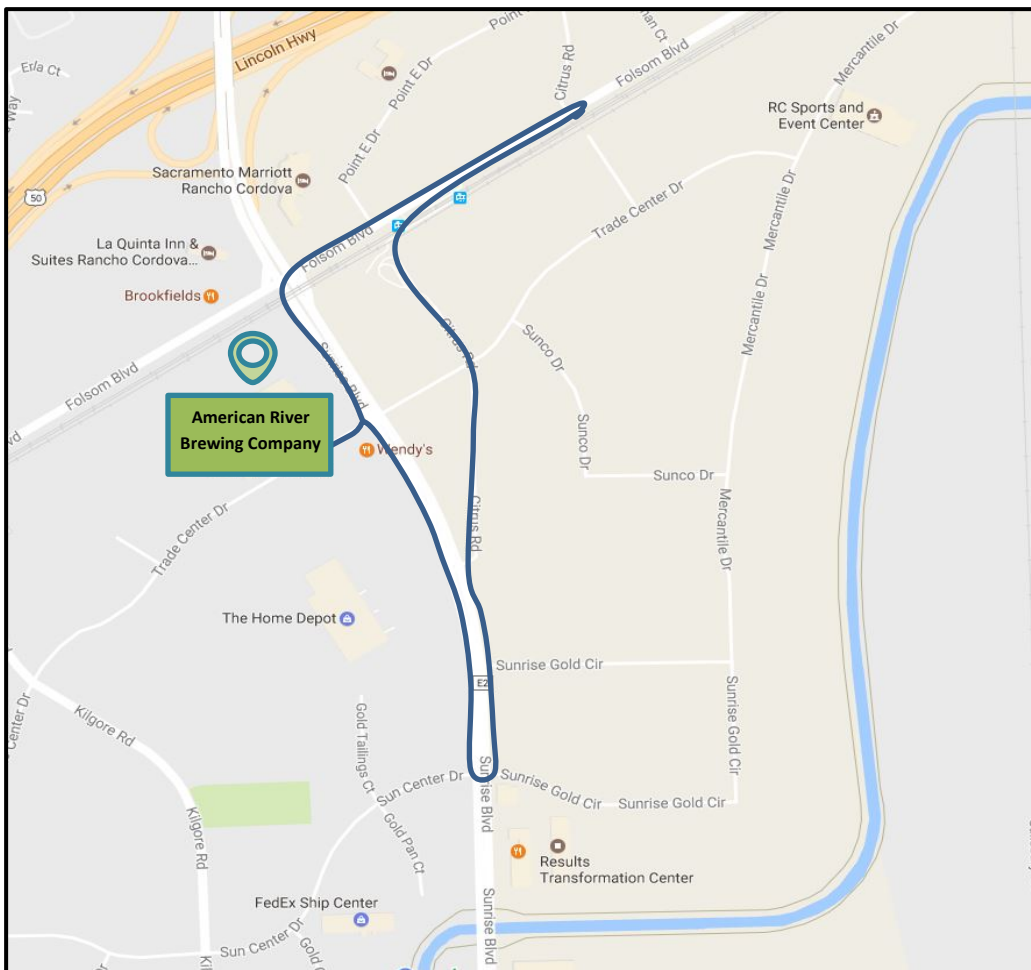 Erla Ct
Lincoln Hwy
Point E Dr
Citrus Rd
Folsom Blvd
Mercantile Dr
Point E Dr
RC Sports and
Event Center
50
Sacramento Marriott
Rancho Cordova
Point E Dr
Trade Center Dr
Mercantile Dr
La Quinta Inn &
Suites Rancho Cordova...
Folsom Blvd
Brookfields
Citrus Rd
Sunco Dr
Mercantile Dr
Folsom Blvd
Sunrise Blvd
American River
Brewing Company
Wendy's
Sunco Dr
Sunco Dr
Trade Center Dr
Citrus Rd
Mercantile Dr
The Home Depot
Sunrise Gold Cir
E2
Center Dr
Kilgore Rd
Gold Tailings Ct
Sunrise Gold Cir
Sun Center Dr
Sunrise Blvd
Sunrise Gold Cir
Sunrise Gold Cir
Kilgore Rd
Gold Pan Ct
Results
Transformation Center
FedEx Ship Center
Sun Center Dr
Sunrise Blvd